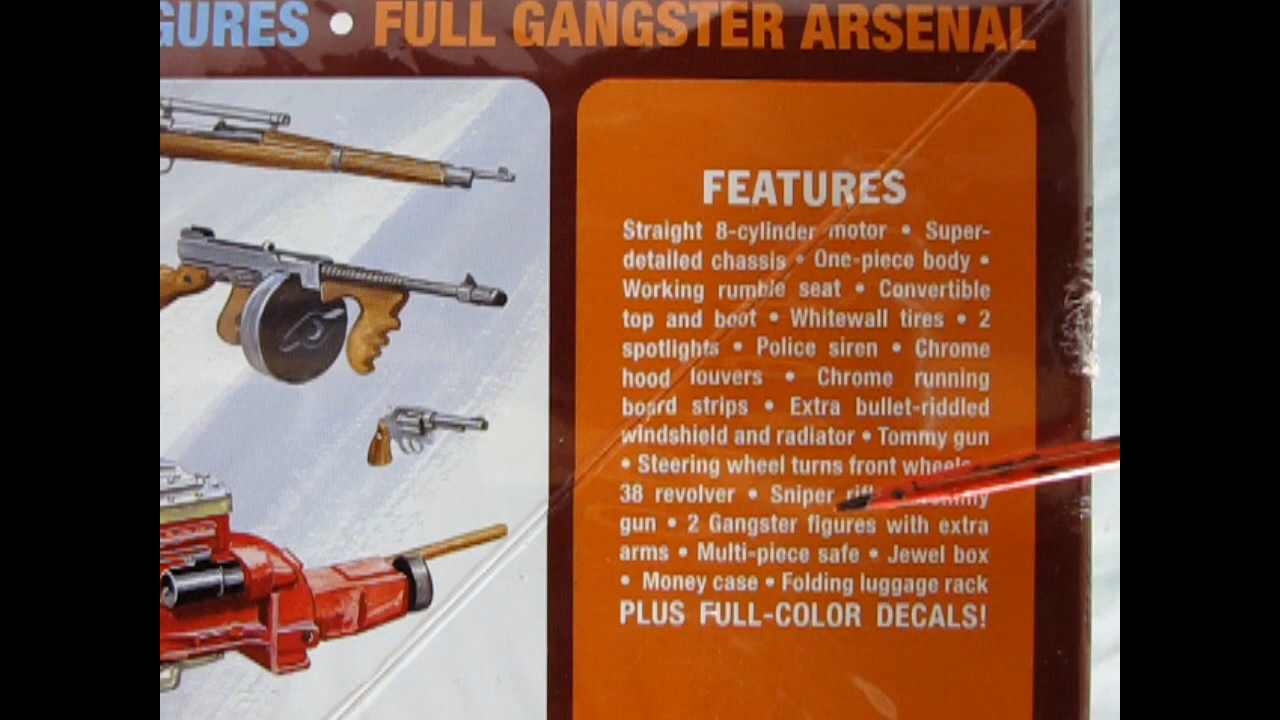 GURES • FULL GANGSTER ARSENAL
FEATURES
Straight 8-cylinder motor • Super-
detailed chassis • One-piece body •
Working rumble seat • Convertible
top and boot • Whitewall tires • 2
spotlights • Police siren • Chrome
hood louvers • Chrome running
board strips • Extra bullet-riddled
windshield and radiator • Tommy gun
• Steering wheel turns front wheels
38 revolver • Sniper
gun • 2 Gangster figures with extra
arms • Multi-piece safe • Jewel box
• Money case • Folding luggage rack
PLUS FULL-COLOR DECALS!